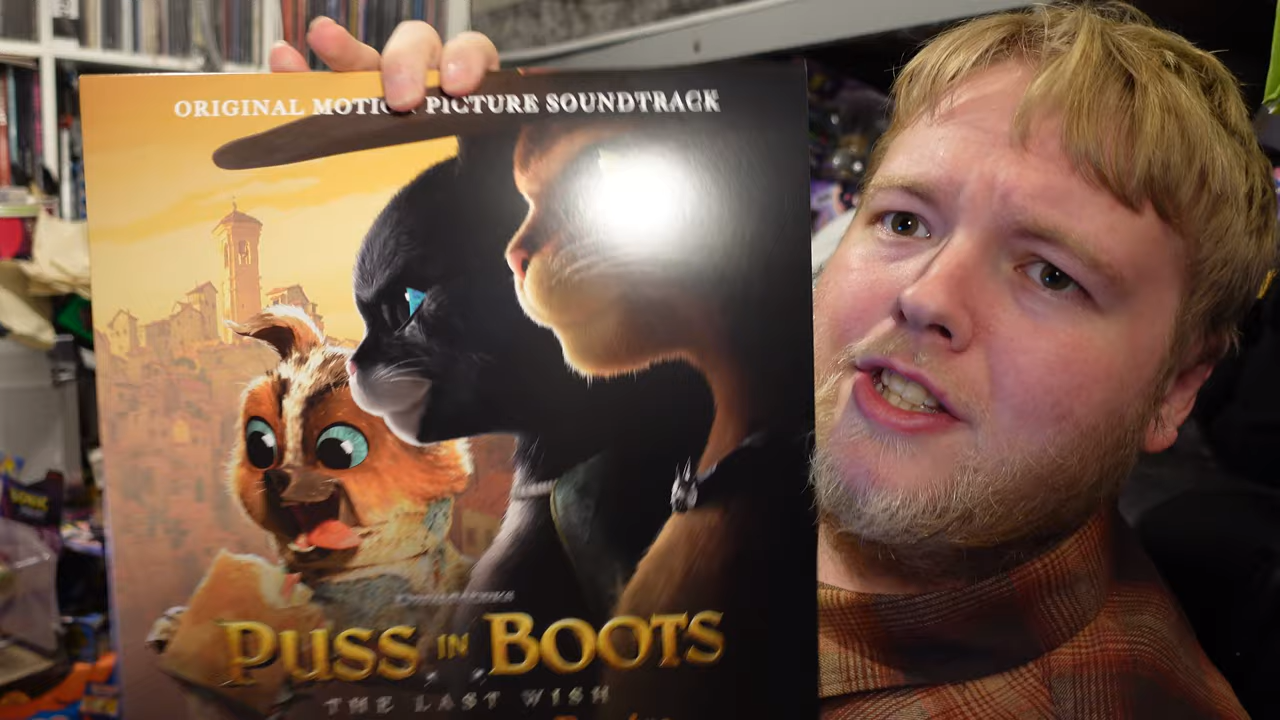 ORIGINAL MOTION PICTURE SOUNDTRACK
PUSS IN BOOTS
THE LAST WISH